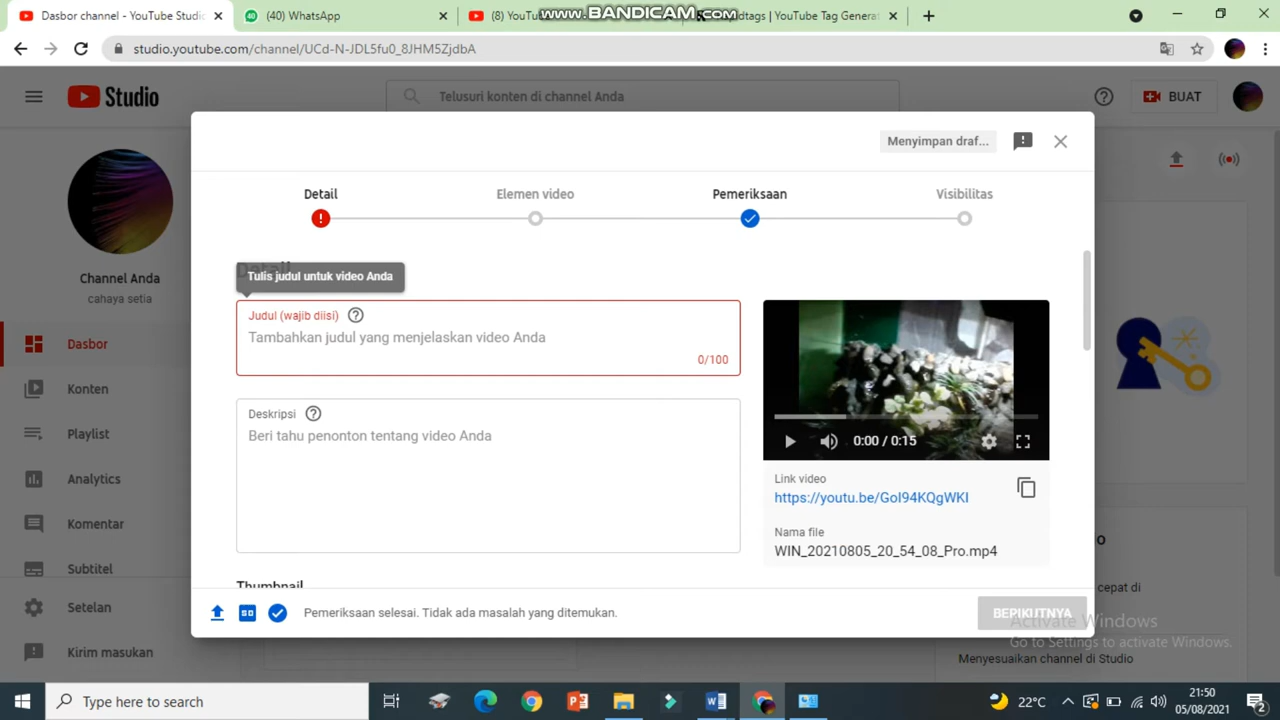 Dasbor channel - YouTube Studio
(40) WhatsApp
(8) YouTu
www.BANDICAM.com
dtags | YouTube Tag Generat
studio.youtube.com/channel/UCd-N-JDL5fu0_8JHM5ZjdbA
Studio
Telusuri konten di channel Anda
BUAT
Menyimpan draf...
Detail
Elemen video
Pemeriksaan
Visibilitas
Detail
Tulis judul untuk video Anda
Judul (wajib diisi)
Tambahkan judul yang menjelaskan video Anda
0/100
Deskripsi
Beri tahu penonton tentang video Anda
0:00 / 0:15
Link video
https://youtu.be/GoI94KQgWKI
Nama file
WIN_20210805_20_54_08_Pro.mp4
Thumbnail
Pemeriksaan selesai. Tidak ada masalah yang ditemukan.
BERIKUTNYA
Channel Anda
cahaya setia
Dasbor
Konten
Playlist
Analytics
Komentar
Subtitel
Setelan
Kirim masukan
o
cepat di
Activate Windows
Go to Settings to activate Windows.
Menyesuaikan channel di Studio
Type here to search
22°C
21:50
05/08/2021
2